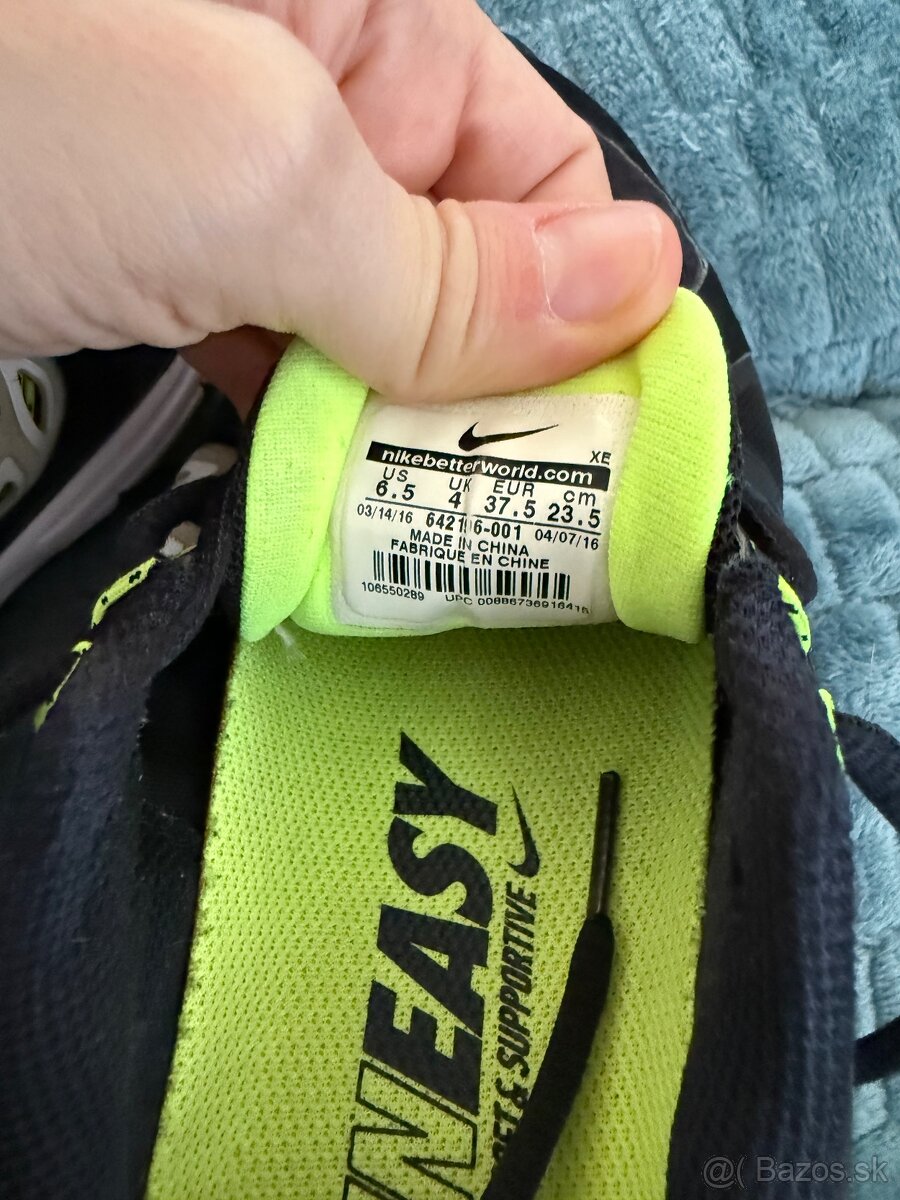 XE
nikebetterworld.com
US UK EUR cm
6.5 4 37.5 23.5
03/14/16 04/07/16
MADE IN CHINA
FABRIQUE EN CHINE
106550289 UPC
EASY
& SUPPORTIVE
@( Bazos.sk